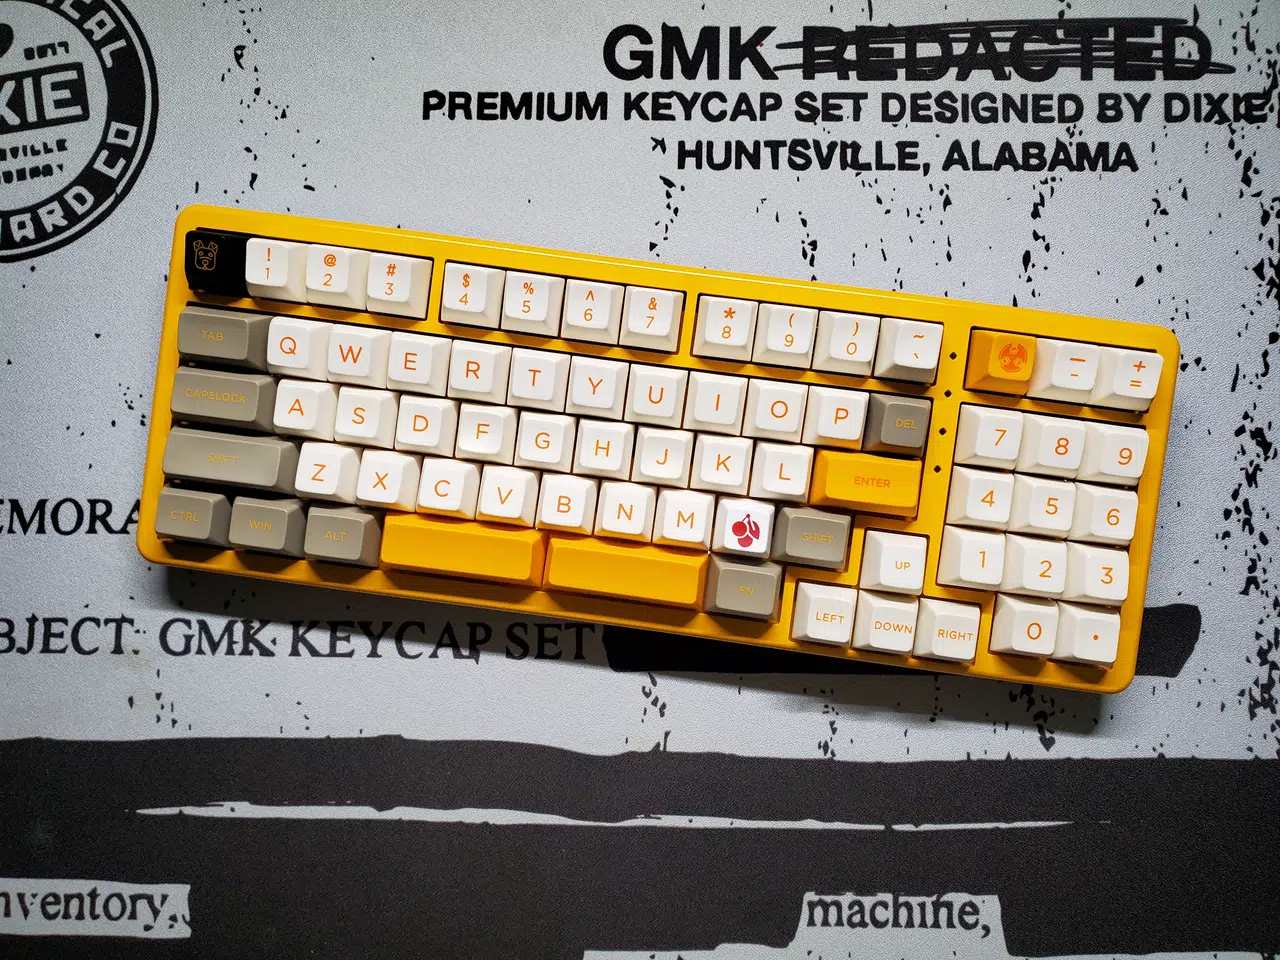 GMK REDACTED
PREMIUM KEYCAP SET DESIGNED BY DIXIE
HUNTSVILLE, ALABAMA
! 1 @ 2 # 3 $ 4 % 5 ^ 6 & 7 * 8 ( 9 ) 0 ~ ` _ - + =
TAB Q W E R T Y U I O P DEL 7 8 9
CAPSLOCK A S D F G H J K L ENTER 4 5 6
SHIFT Z X C V B N M SHIFT UP 1 2 3
CTRL WIN ALT FN LEFT DOWN RIGHT 0 .
BJECT: GMK KEYCAP SET
nventory,
machine,